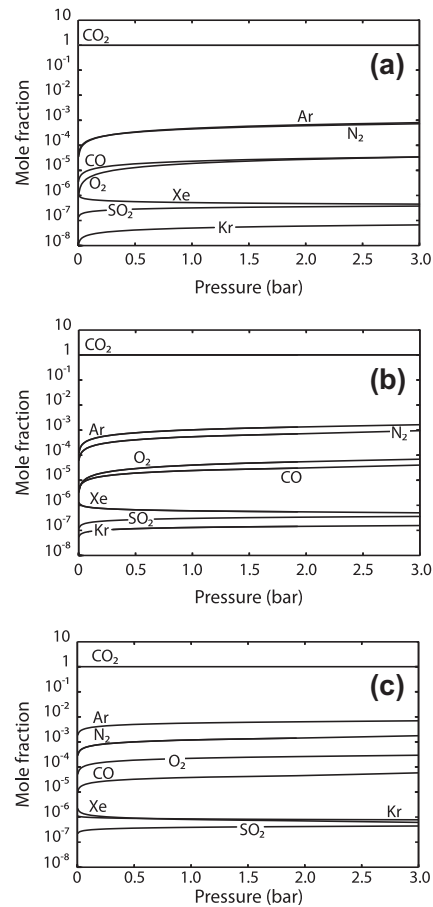 10
CO₂
1
(a)
10⁻¹
10⁻²
10⁻³
Ar
10⁻⁴
N₂
CO
10⁻⁵
O₂
10⁻⁶
Xe
SO₂
10⁻⁷
Kr
10⁻⁸
Mole fraction
0.0 0.5 1.0 1.5 2.0 2.5 3.0
Pressure (bar)
10
CO₂
1
(b)
10⁻¹
10⁻²
10⁻³
Ar
N₂
10⁻⁴
O₂
10⁻⁵
CO
10⁻⁶
Xe
SO₂
10⁻⁷
Kr
10⁻⁸
Mole fraction
0.0 0.5 1.0 1.5 2.0 2.5 3.0
Pressure (bar)
10
CO₂
1
(c)
10⁻¹
10⁻²
Ar
10⁻³
N₂
10⁻⁴
O₂
CO
10⁻⁵
10⁻⁶
Xe
Kr
SO₂
10⁻⁷
10⁻⁸
Mole fraction
0.0 0.5 1.0 1.5 2.0 2.5 3.0
Pressure (bar)